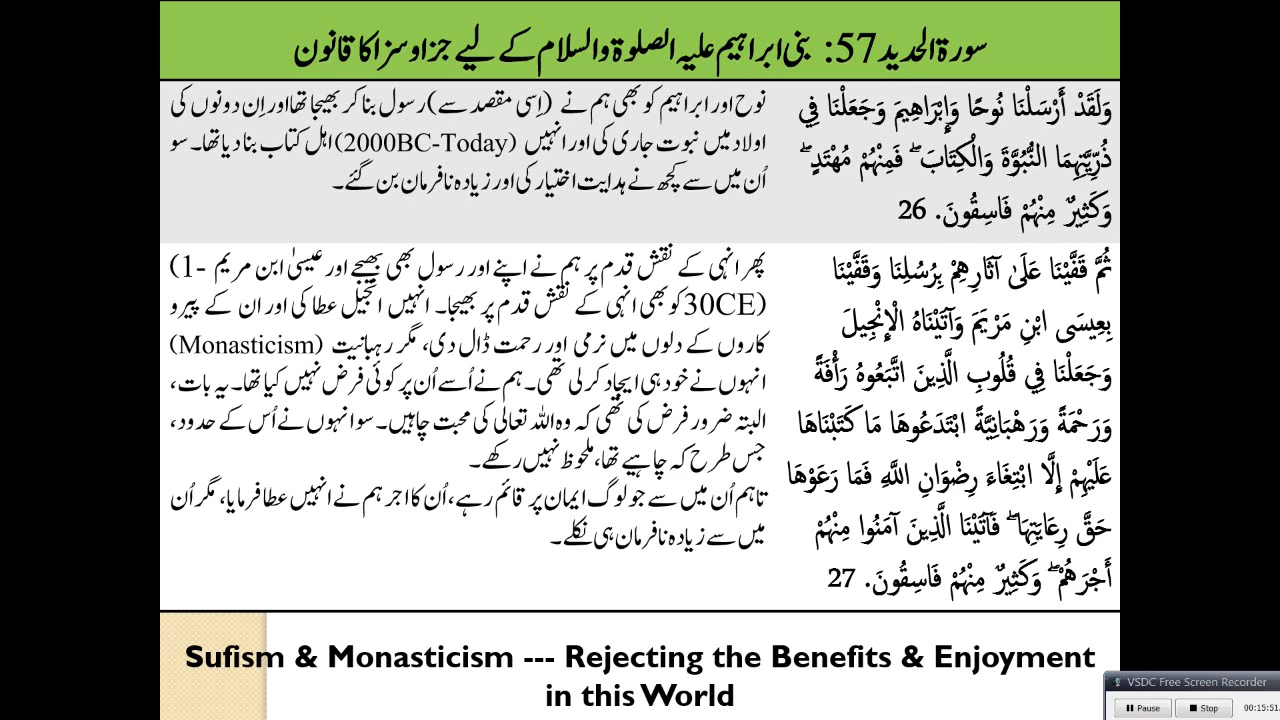 سورۃ الحدید 57: بنی ابراہیم علیہ الصلوۃ والسلام کے لیے جزا و سزا کا قانون
وَلَقَدْ أَرْسَلْنَا نُوحًا وَإِبْرَاهِيمَ وَجَعَلْنَا فِي
ذُرِّيَّتِهِمَا النُّبُوَّةَ وَالْكِتَابَ ۖ فَمِنْهُمْ مُهْتَدٍ ۖ
وَكَثِيرٌ مِنْهُمْ فَاسِقُونَ. 26
نوح اور ابراہیم کو بھی ہم نے (اِسی مقصد سے) رسول بنا کر بھیجا تھا اور اِن دونوں کی
اولاد میں نبوت جاری کی اور انہیں (2000BC-Today) اہل کتاب بنا دیا تھا۔ سو
اُن میں سے کچھ نے ہدایت اختیار کی اور زیادہ نافرمان بن گئے۔
ثُمَّ قَفَّيْنَا عَلَىٰ آثَارِهِمْ بِرُسُلِنَا وَقَفَّيْنَا
بِعِيسَى ابْنِ مَرْيَمَ وَآتَيْنَاهُ الْإِنْجِيلَ
وَجَعَلْنَا فِي قُلُوبِ الَّذِينَ اتَّبَعُوهُ رَأْفَةً
وَرَحْمَةً وَرَهْبَانِيَّةً ابْتَدَعُوهَا مَا كَتَبْنَاهَا
عَلَيْهِمْ إِلَّا ابْتِغَاءَ رِضْوَانِ اللَّهِ فَمَا رَعَوْهَا
حَقَّ رِعَايَتِهَا ۖ فَآتَيْنَا الَّذِينَ آمَنُوا مِنْهُمْ
أَجْرَهُمْ ۖ وَكَثِيرٌ مِنْهُمْ فَاسِقُونَ. 27
پھر انہی کے نقش قدم پر ہم نے اپنے اور رسول بھی بھیجے اور عیسیٰ ابن مریم (1-
30CE) کو بھی انہی کے نقش قدم پر بھیجا۔ انہیں انجیل عطا کی اور ان کے پیرو
کاروں کے دلوں میں نرمی اور رحمت ڈال دی، مگر رہبانیت (Monasticism)
انہوں نے خود ہی ایجاد کر لی تھی۔ ہم نے اُسے اُن پر کوئی فرض نہیں کیا تھا۔ یہ بات،
البتہ ضرور فرض کی تھی کہ وہ اللہ تعالی کی محبت چاہیں۔ سو انہوں نے اُس کے حدود،
جس طرح کہ چاہیے تھا، ملحوظ نہیں رکھے۔
تاہم اُن میں سے جو لوگ ایمان پر قائم رہے، اُن کا اجر ہم نے انہیں عطا فرمایا، مگر اُن
میں سے زیادہ نافرمان ہی نکلے۔
Sufism & Monasticism --- Rejecting the Benefits & Enjoyment
in this World
VSDC Free Screen Recorder
Pause Stop 00:15:51